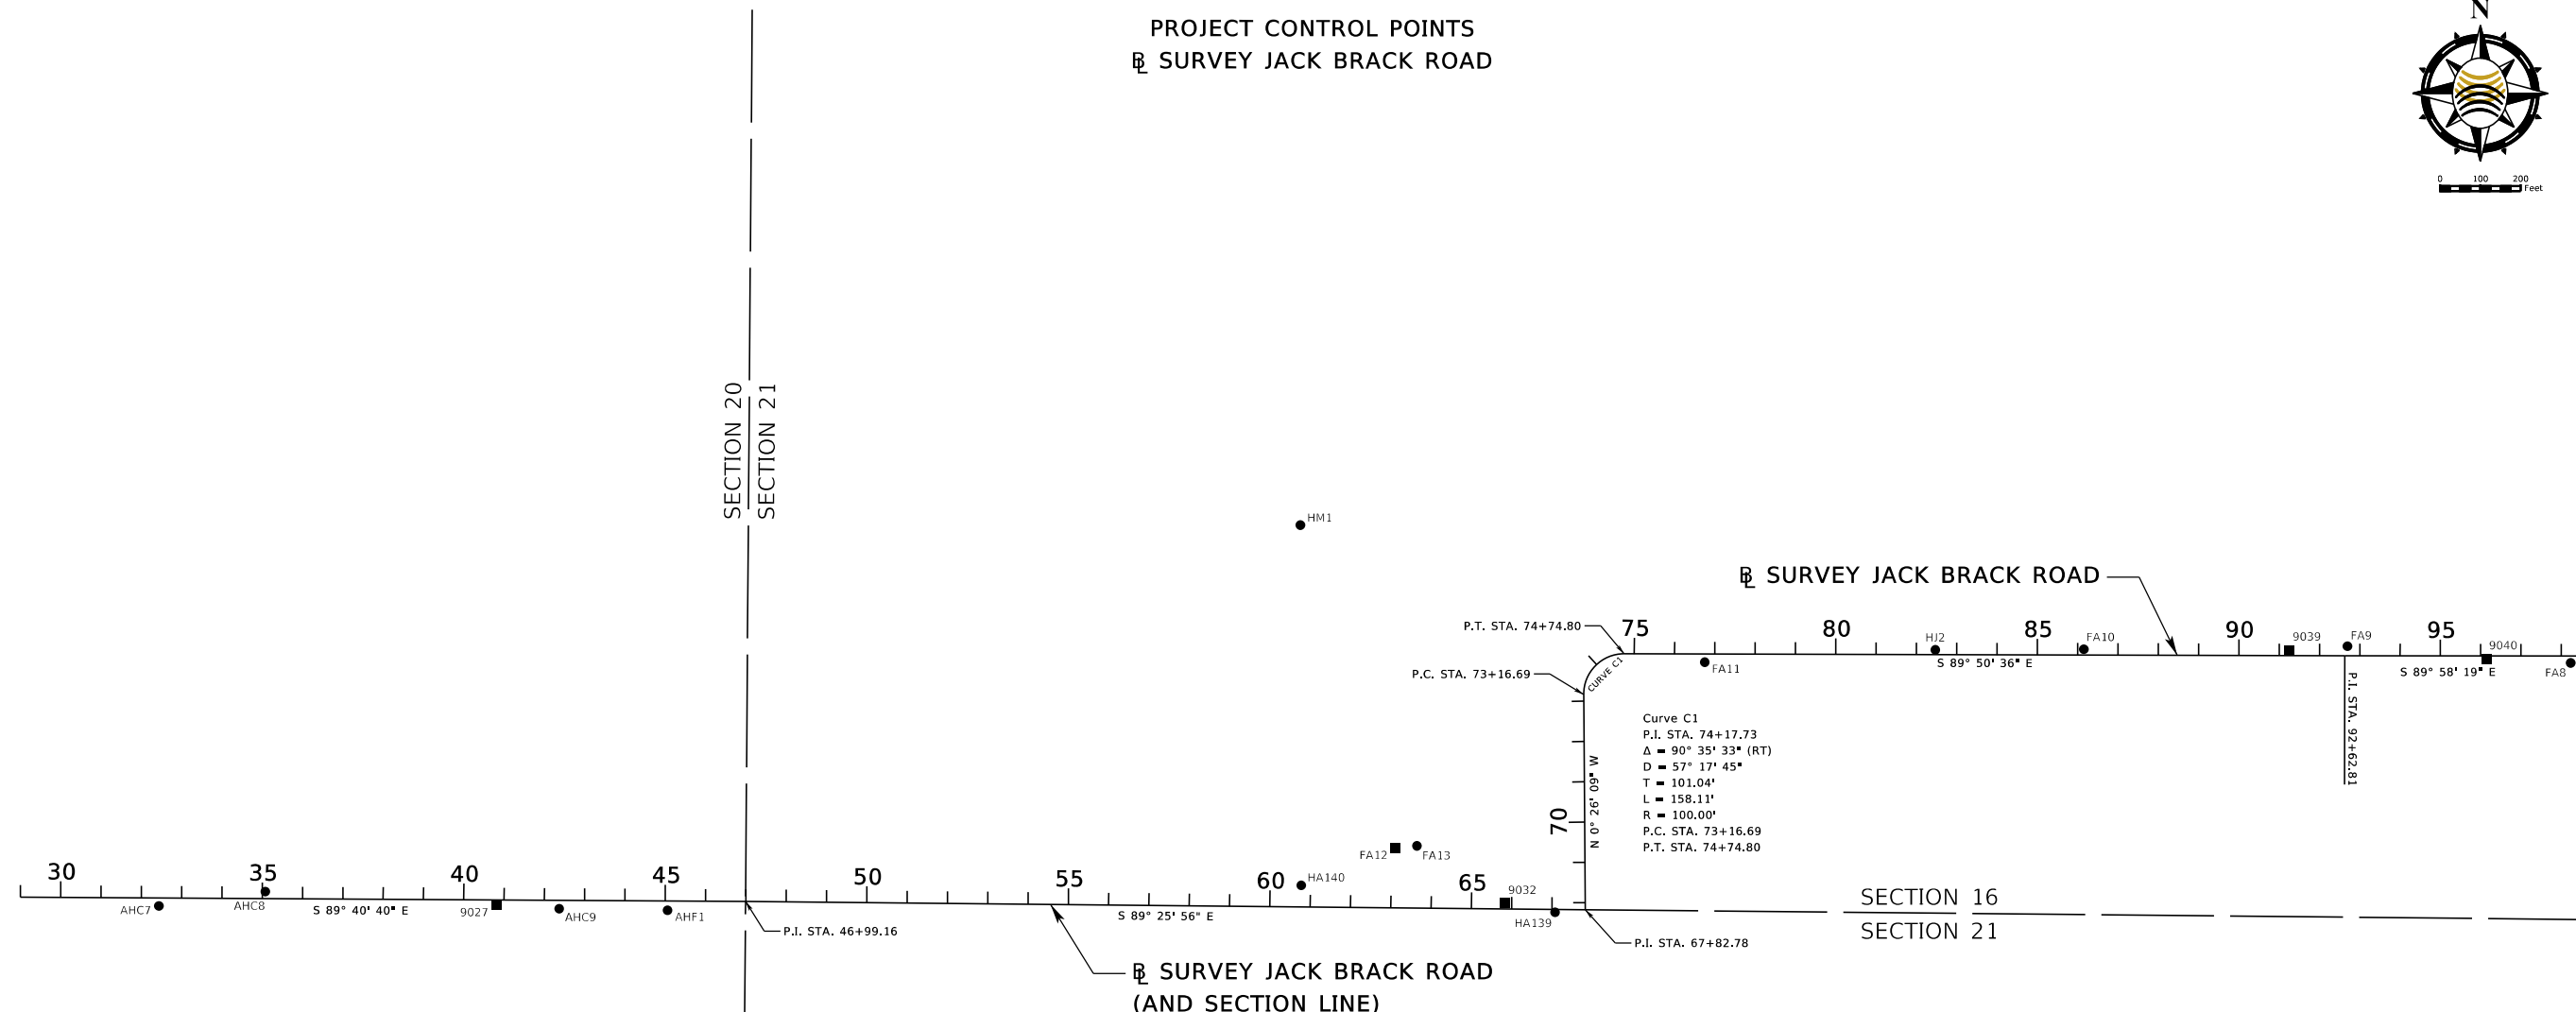 PROJECT CONTROL POINTS
BL SURVEY JACK BRACK ROAD
N
0 100 200
Feet
SECTION 20
SECTION 21
HM1
BL SURVEY JACK BRACK ROAD
P.T. STA. 74+74.80
75 80 85 90 95
HJ2 FA10 9039 FA9 9040
P.C. STA. 73+16.69
CURVE C1
FA11
S 89° 50' 36" E
S 89° 58' 19" E
FA8
P.I. STA. 92+62.81
Curve C1
P.I. STA. 74+17.73
Δ = 90° 35' 33" (RT)
D = 57° 17' 45"
T = 101.04'
L = 158.11'
R = 100.00'
P.C. STA. 73+16.69
P.T. STA. 74+74.80
70
N 0° 26' 09" W
FA12 FA13
30 35 40 45 50 55 60 65
HA140
9032
AHC7 AHC8 S 89° 40' 40" E 9027 AHC9 AHF1
S 89° 25' 56" E
HA139
SECTION 16
SECTION 21
P.I. STA. 46+99.16
P.I. STA. 67+82.78
BL SURVEY JACK BRACK ROAD
(AND SECTION LINE)